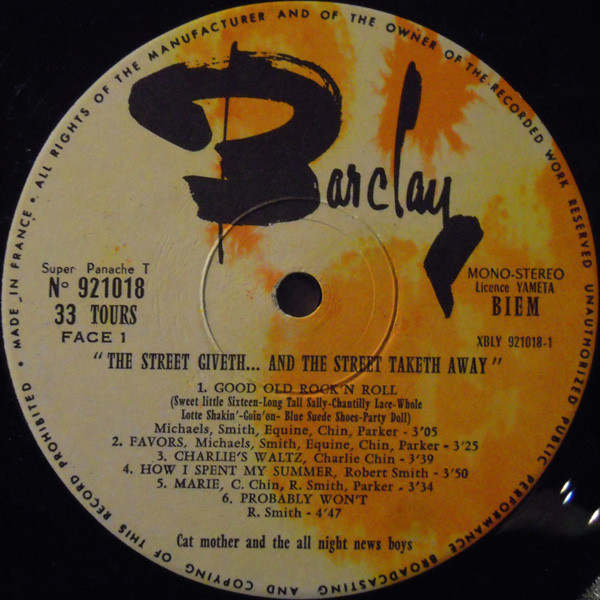 MADE IN FRANCE • ALL RIGHTS OF THE MANUFACTURER AND OF THE OWNER OF THE RECORDED WORK RESERVED UNAUTHORIZED PUBLIC PERFORMANCE BROADCASTING AND COPYING OF THIS RECORD PROHIBITED •
Barclay
Super Panache T
No 921018
33 TOURS
FACE 1
MONO-STEREO
Licence YAMETA
BIEM
XBLY 921018-1
"THE STREET GIVETH... AND THE STREET TAKETH AWAY"
1. GOOD OLD ROCK'N ROLL
(Sweet little Sixteen-Long Tall Sally-Chantilly Lace-Whole
Lotte Shakin'-Goin'on- Blue Suede Shoes-Party Doll)
Michaels, Smith, Equine, Chin, Parker - 3'05
2. FAVORS, Michaels, Smith, Equine, Chin, Parker - 3'25
3. CHARLIE'S WALTZ, Charlie Chin - 3'39
4. HOW I SPENT MY SUMMER, Robert Smith - 3'50
5. MARIE, C. Chin, R. Smith, Parker - 3'34
6. PROBABLY WON'T
R. Smith - 4'47
Cat mother and the all night news boys